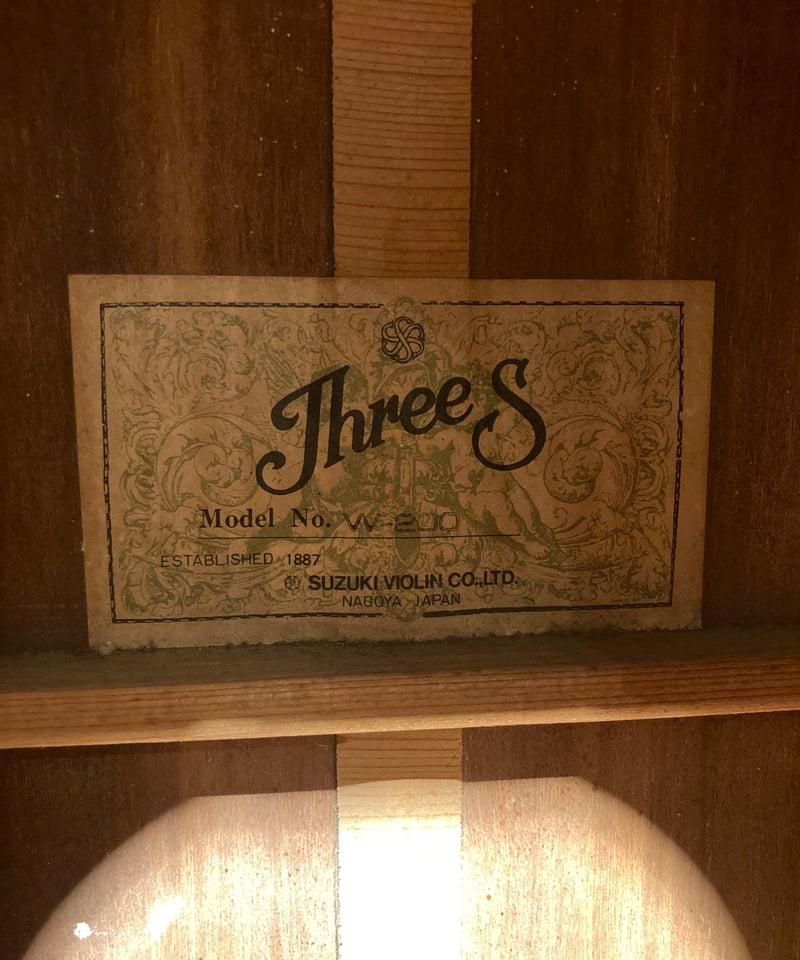 Three S
Model No. W-200
ESTABLISHED 1887
SUZUKI VIOLIN CO.,LTD.
NAGOYA JAPAN